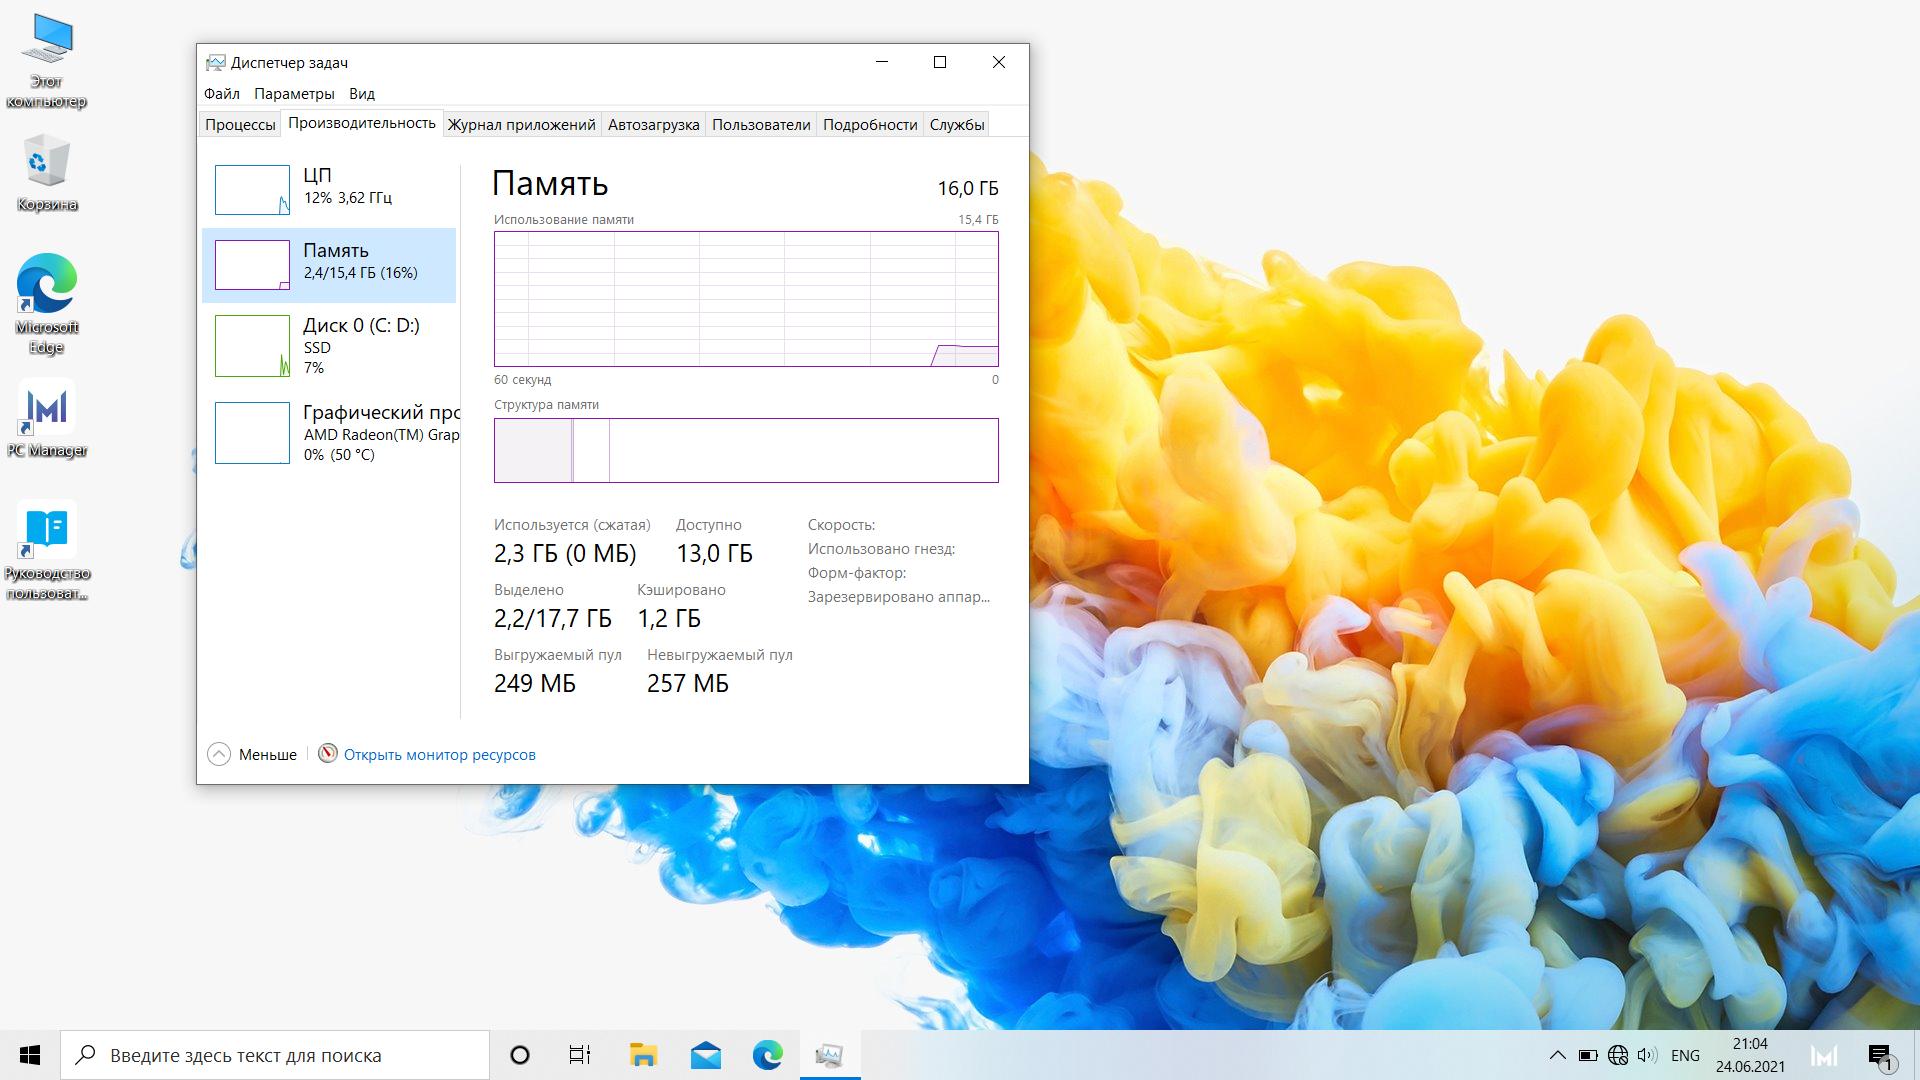 Этот
компьютер
Корзина
Microsoft
Edge
PC Manager
Руководство
пользоват...
Диспетчер задач
Файл Параметры Вид
Процессы Производительность Журнал приложений Автозагрузка Пользователи Подробности Службы
ЦП
12% 3,62 ГГц
Память
2,4/15,4 ГБ (16%)
Диск 0 (C: D:)
SSD
7%
Графический про
AMD Radeon(TM) Grap
0% (50 °C)
Память 16,0 ГБ
Использование памяти 15,4 ГБ
60 секунд 0
Структура памяти
Используется (сжатая) Доступно
2,3 ГБ (0 МБ) 13,0 ГБ
Выделено Кэшировано
2,2/17,7 ГБ 1,2 ГБ
Выгружаемый пул Невыгружаемый пул
249 МБ 257 МБ
Скорость:
Использовано гнезд:
Форм-фактор:
Зарезервировано аппар...
Меньше Открыть монитор ресурсов
Введите здесь текст для поиска
ENG
21:04
24.06.2021
1